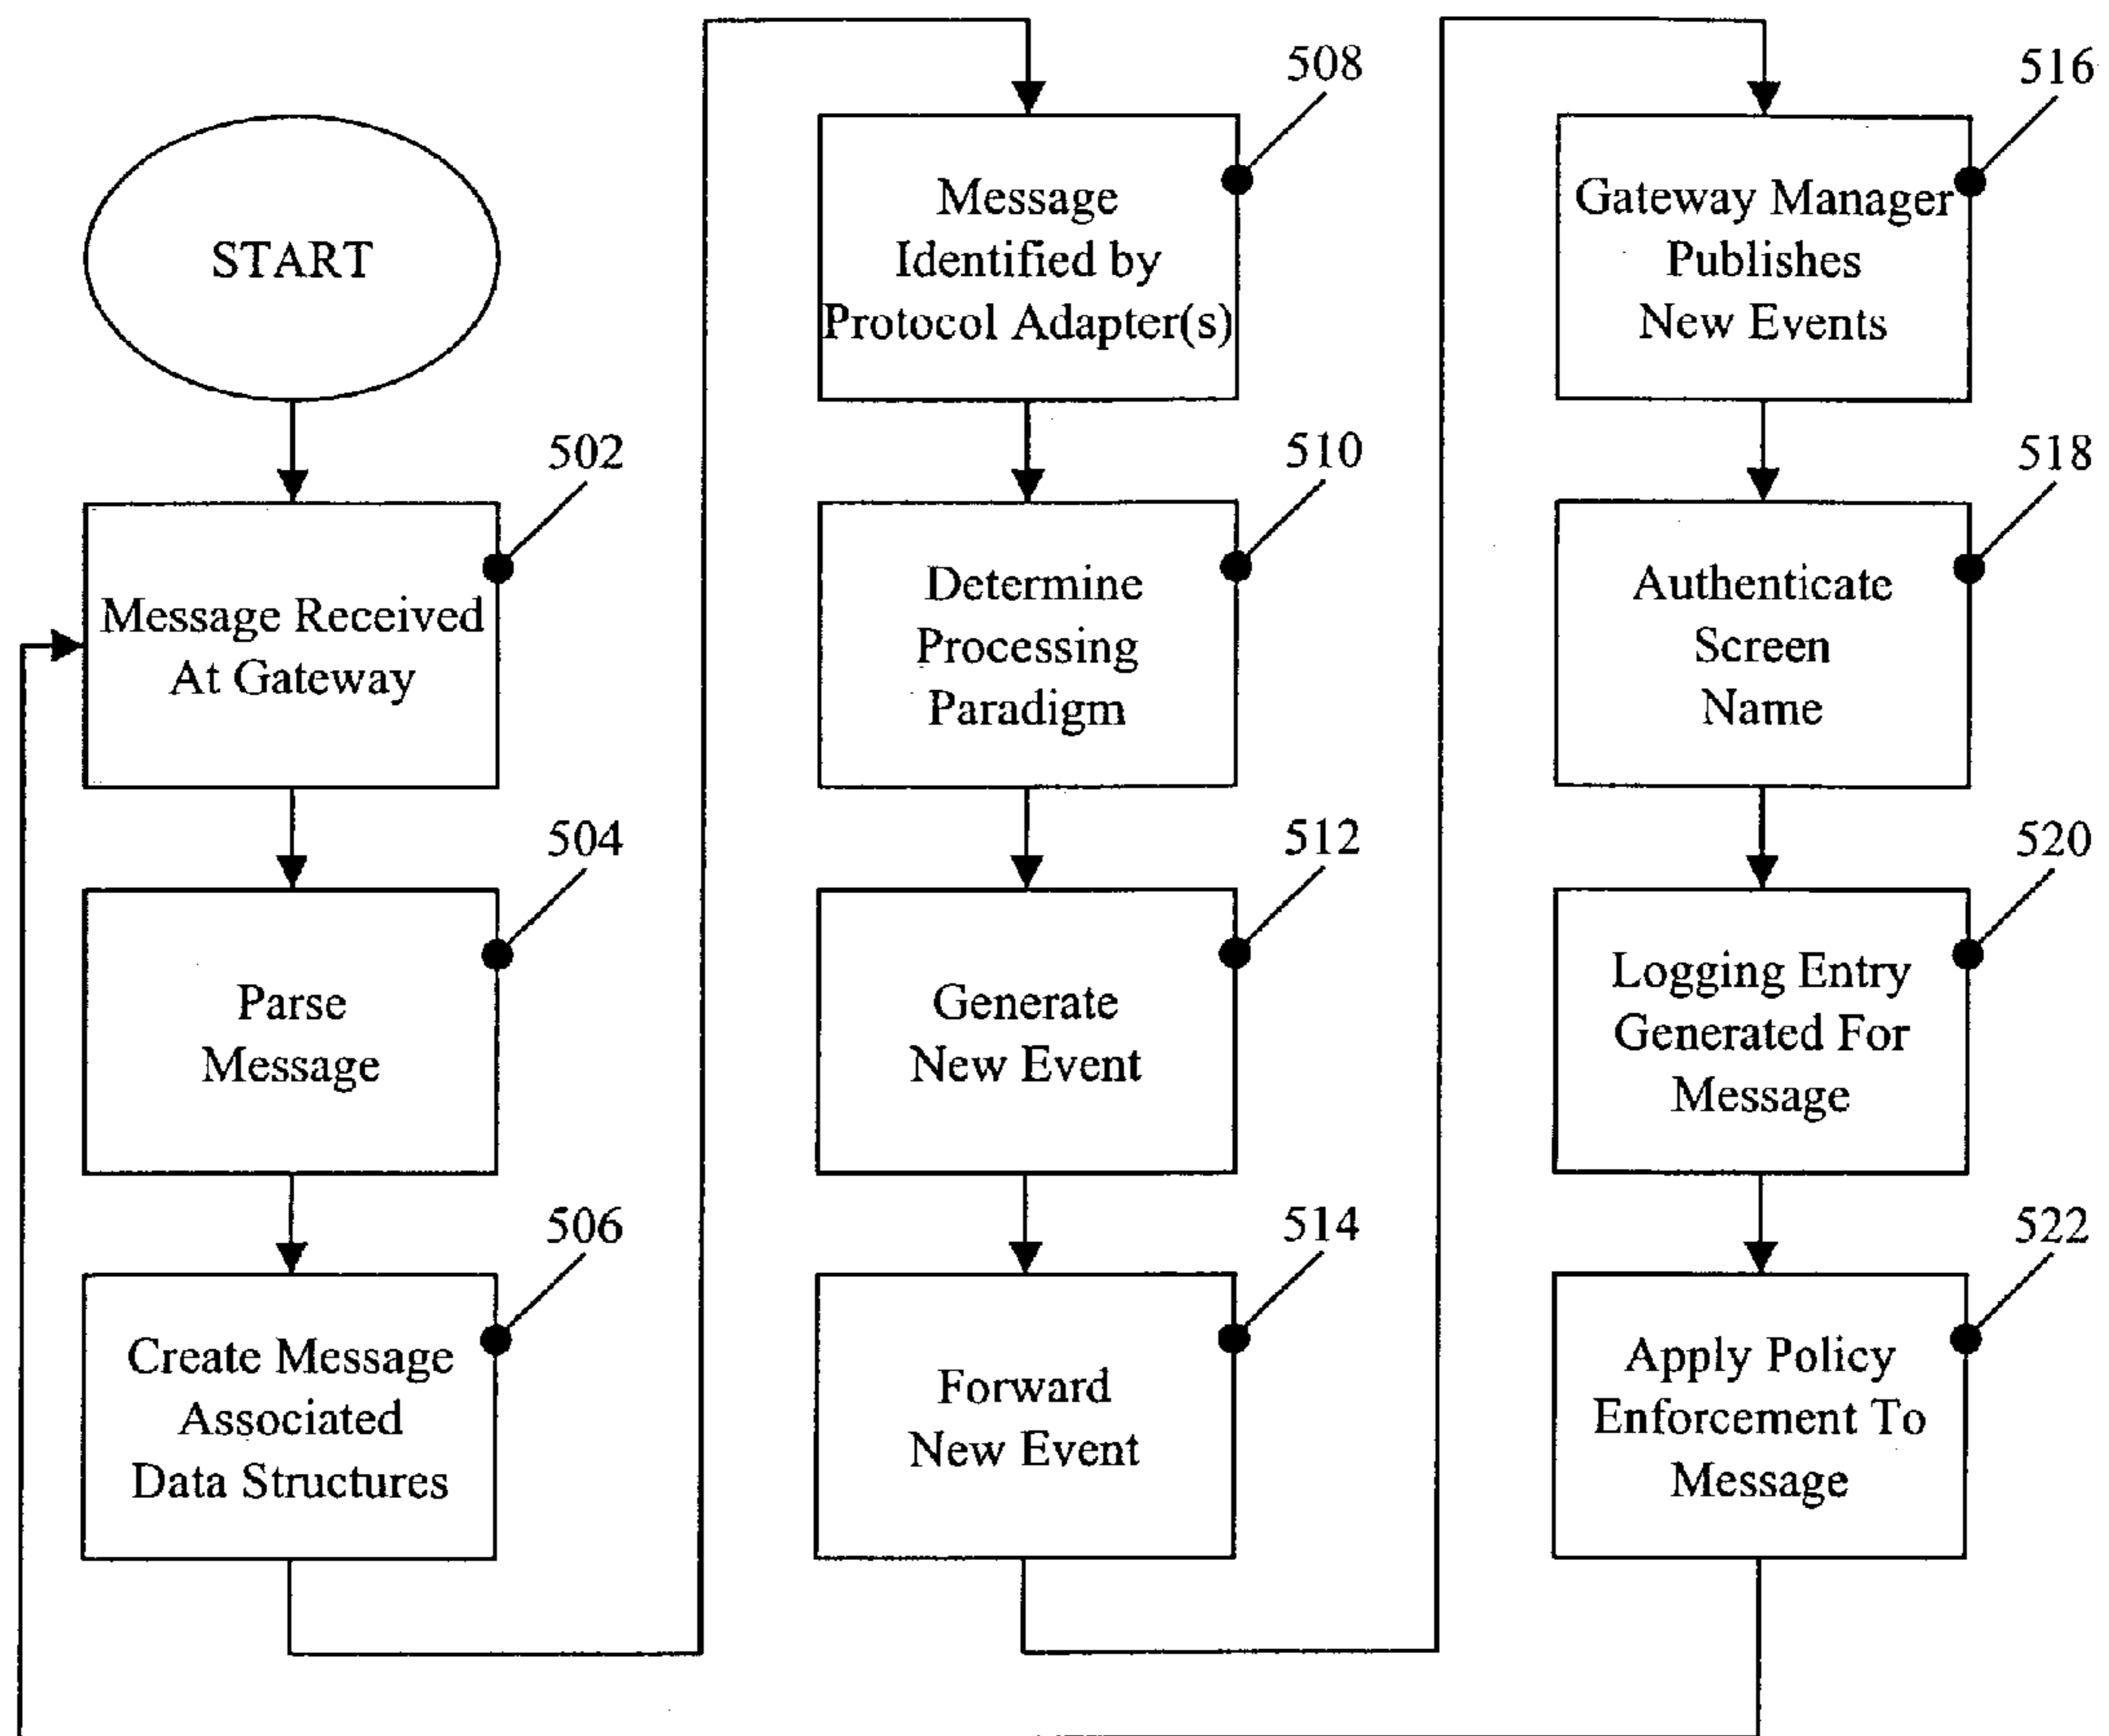 START
502
Message Received
At Gateway
504
Parse
Message
506
Create Message
Associated
Data Structures
508
Message
Identified by
Protocol Adapter(s)
510
Determine
Processing
Paradigm
512
Generate
New Event
514
Forward
New Event
516
Gateway Manager
Publishes
New Events
518
Authenticate
Screen
Name
520
Logging Entry
Generated For
Message
522
Apply Policy
Enforcement To
Message